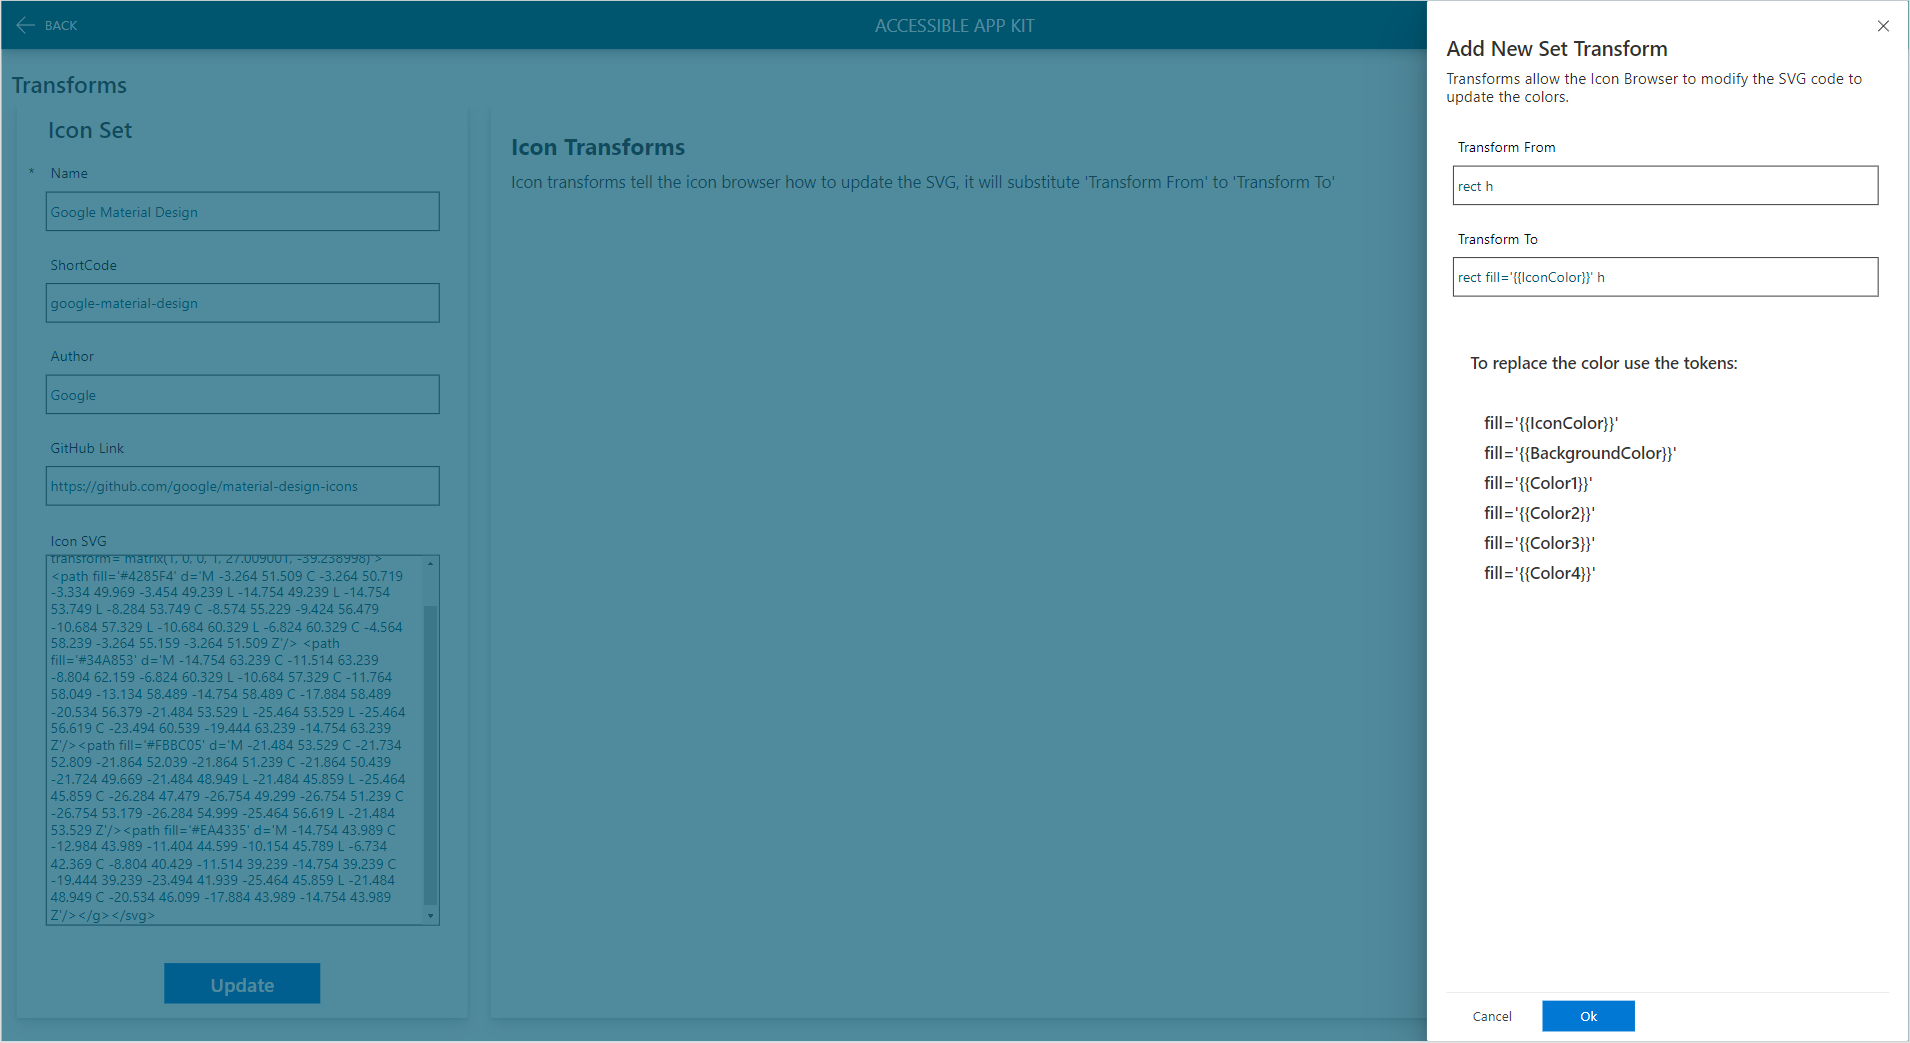 BACK
ACCESSIBLE APP KIT
Transforms
Icon Set
* Name
Google Material Design
ShortCode
google-material-design
Author
Google
GitHub Link
https://github.com/google/material-design-icons
Icon SVG
transform='matrix(1, 0, 0, 1, 27.009001, -39.238998)'>
<path fill='#4285F4' d='M -3.264 51.509 C -3.264 50.719
-3.334 49.969 -3.454 49.239 L -14.754 49.239 L -14.754
53.749 L -8.284 53.749 C -8.574 55.229 -9.424 56.479
-10.684 57.329 L -10.684 60.329 L -6.824 60.329 C -4.564
58.239 -3.264 55.159 -3.264 51.509 Z'/> <path
fill='#34A853' d='M -14.754 63.239 C -11.514 63.239
-8.804 62.159 -6.824 60.329 L -10.684 57.329 C -11.764
58.049 -13.134 58.489 -14.754 58.489 C -17.884 58.489
-20.534 56.379 -21.484 53.529 L -25.464 53.529 L -25.464
56.619 C -23.494 60.539 -19.444 63.239 -14.754 63.239
Z'/><path fill='#FBBC05' d='M -21.484 53.529 C -21.734
52.809 -21.864 52.039 -21.864 51.239 C -21.864 50.439
-21.724 49.669 -21.484 48.949 L -21.484 45.859 L -25.464
45.859 C -26.284 47.479 -26.754 49.299 -26.754 51.239 C
-26.754 53.179 -26.284 54.999 -25.464 56.619 L -21.484
53.529 Z'/><path fill='#EA4335' d='M -14.754 43.989 C
-12.984 43.989 -11.404 44.599 -10.154 45.789 L -6.734
42.369 C -8.804 40.429 -11.514 39.239 -14.754 39.239 C
-19.444 39.239 -23.494 41.939 -25.464 45.859 L -21.484
48.949 C -20.534 46.099 -17.884 43.989 -14.754 43.989
Z'/></g></svg>
Update
Icon Transforms
Icon transforms tell the icon browser how to update the SVG, it will substitute 'Transform From' to 'Transform To'
Add New Set Transform
Transforms allow the Icon Browser to modify the SVG code to
update the colors.
Transform From
rect h
Transform To
rect fill='{{IconColor}}' h
To replace the color use the tokens:
fill='{{IconColor}}'
fill='{{BackgroundColor}}'
fill='{{Color1}}'
fill='{{Color2}}'
fill='{{Color3}}'
fill='{{Color4}}'
Cancel
Ok